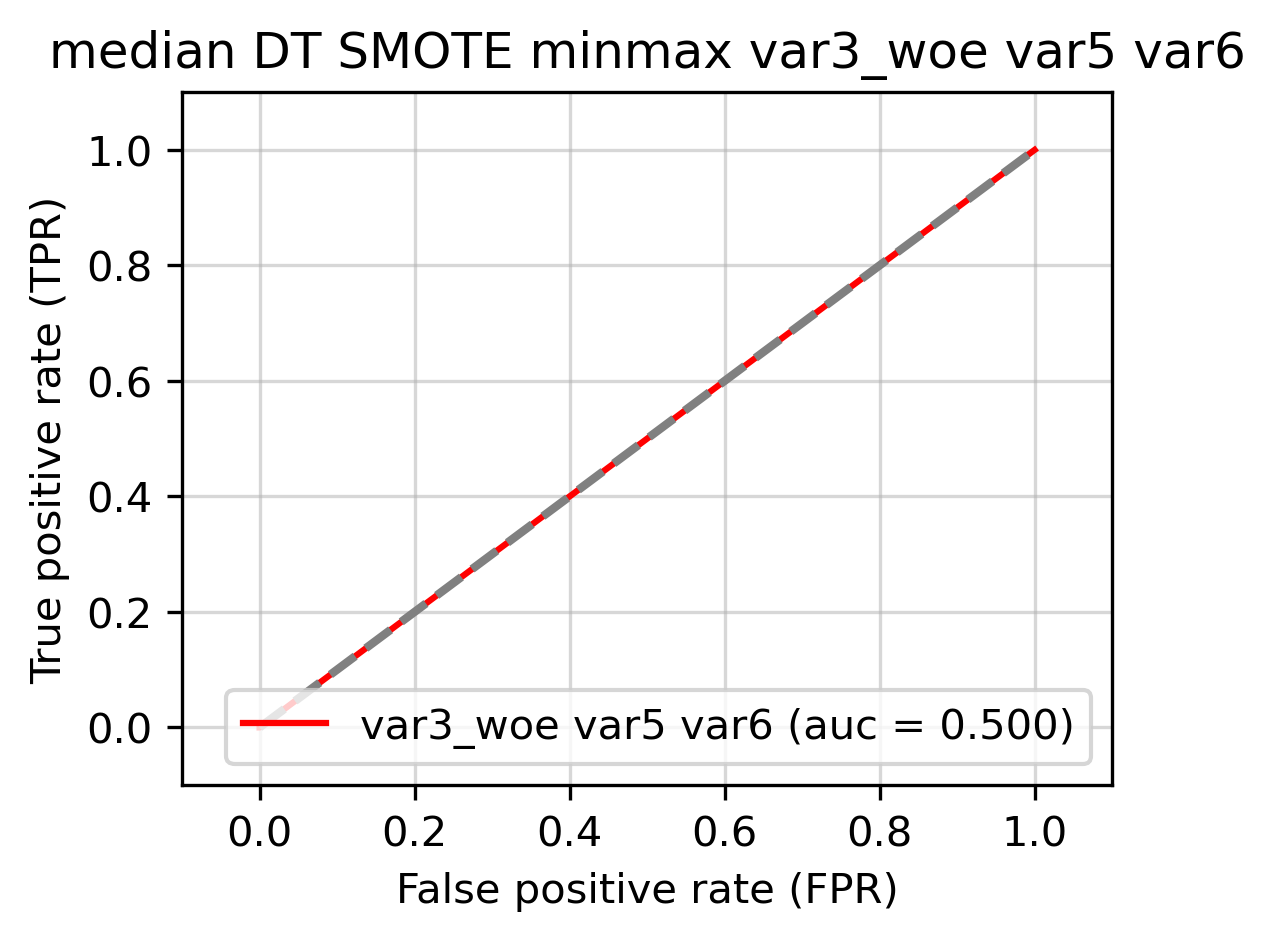 median DT SMOTE minmax var3_woe var5 var6
True positive rate (TPR)
1.0
0.8
0.6
0.4
0.2
0.0
var3_woe var5 var6 (auc = 0.500)
0.0 0.2 0.4 0.6 0.8 1.0
False positive rate (FPR)